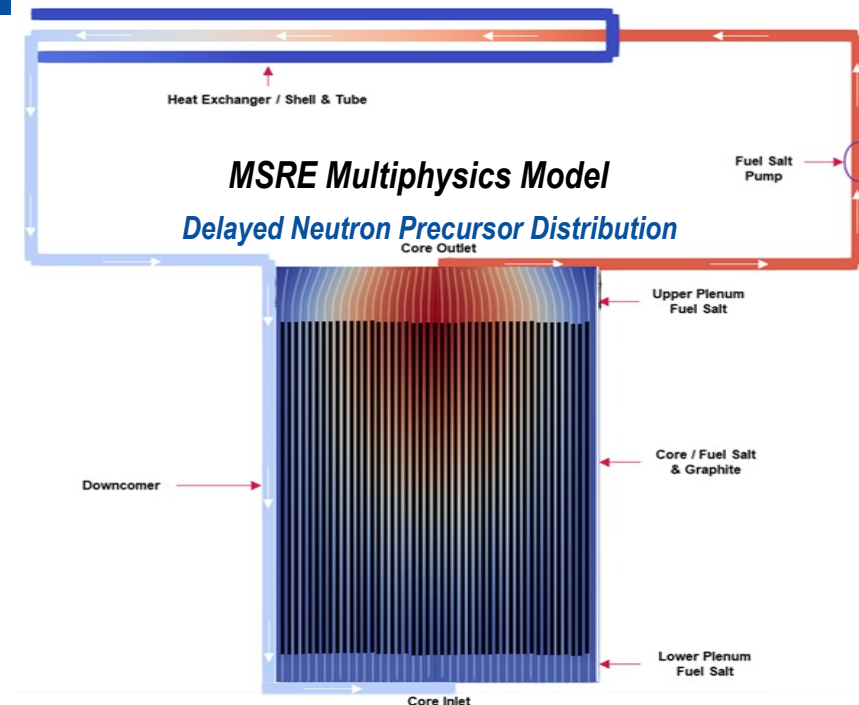 Heat Exchanger / Shell & Tube
MSRE Multiphysics Model
Fuel Salt
Pump
Delayed Neutron Precursor Distribution
Core Outlet
Upper Plenum
Fuel Salt
Core / Fuel Salt
& Graphite
Downcomer
Lower Plenum
Fuel Salt
Core Inlet